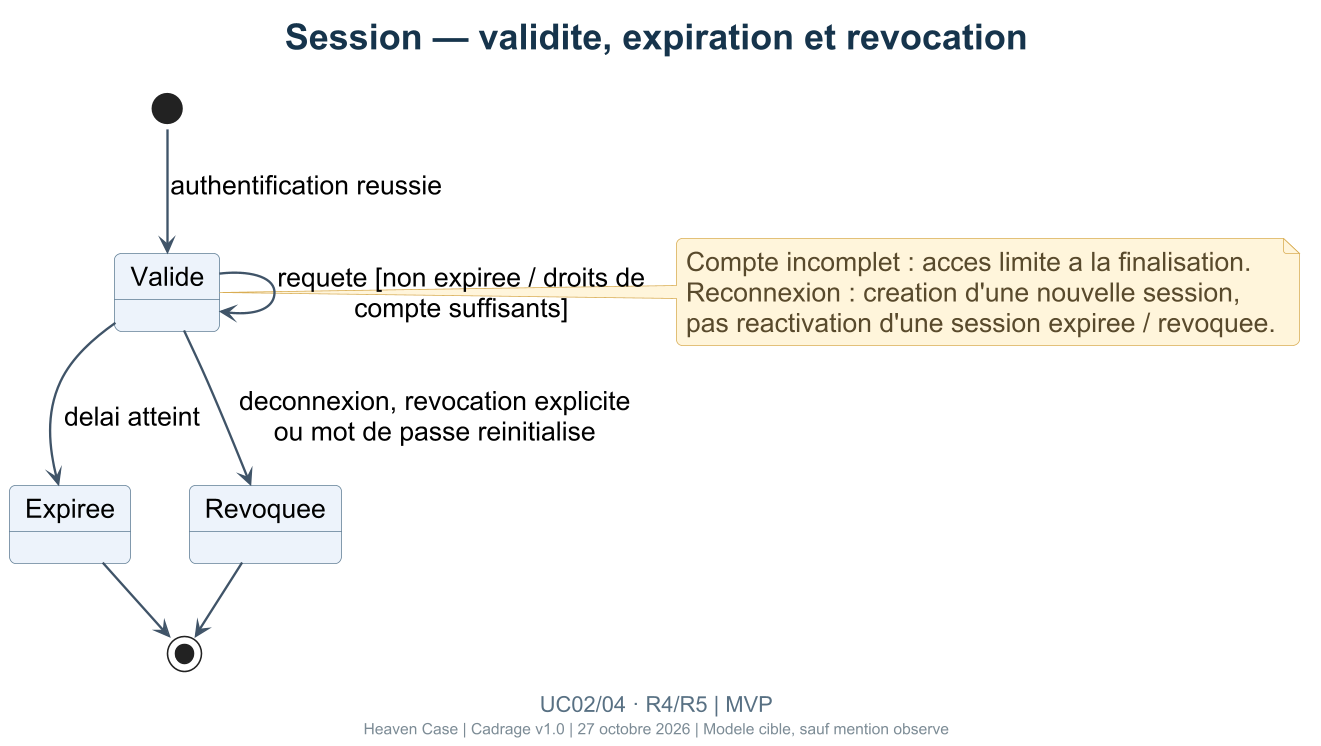 Session — validite, expiration et revocation
authentification reussie
Valide
requete [non expiree / droits de
compte suffisants]
Compte incomplet : acces limite a la finalisation.
Reconnexion : creation d'une nouvelle session,
pas reactivation d'une session expiree / revoquee.
delai atteint
deconnexion, revocation explicite
ou mot de passe reinitialise
Expiree
Revoquee
UC02/04 · R4/R5 | MVP
Heaven Case | Cadrage v1.0 | 27 octobre 2026 | Modele cible, sauf mention observe